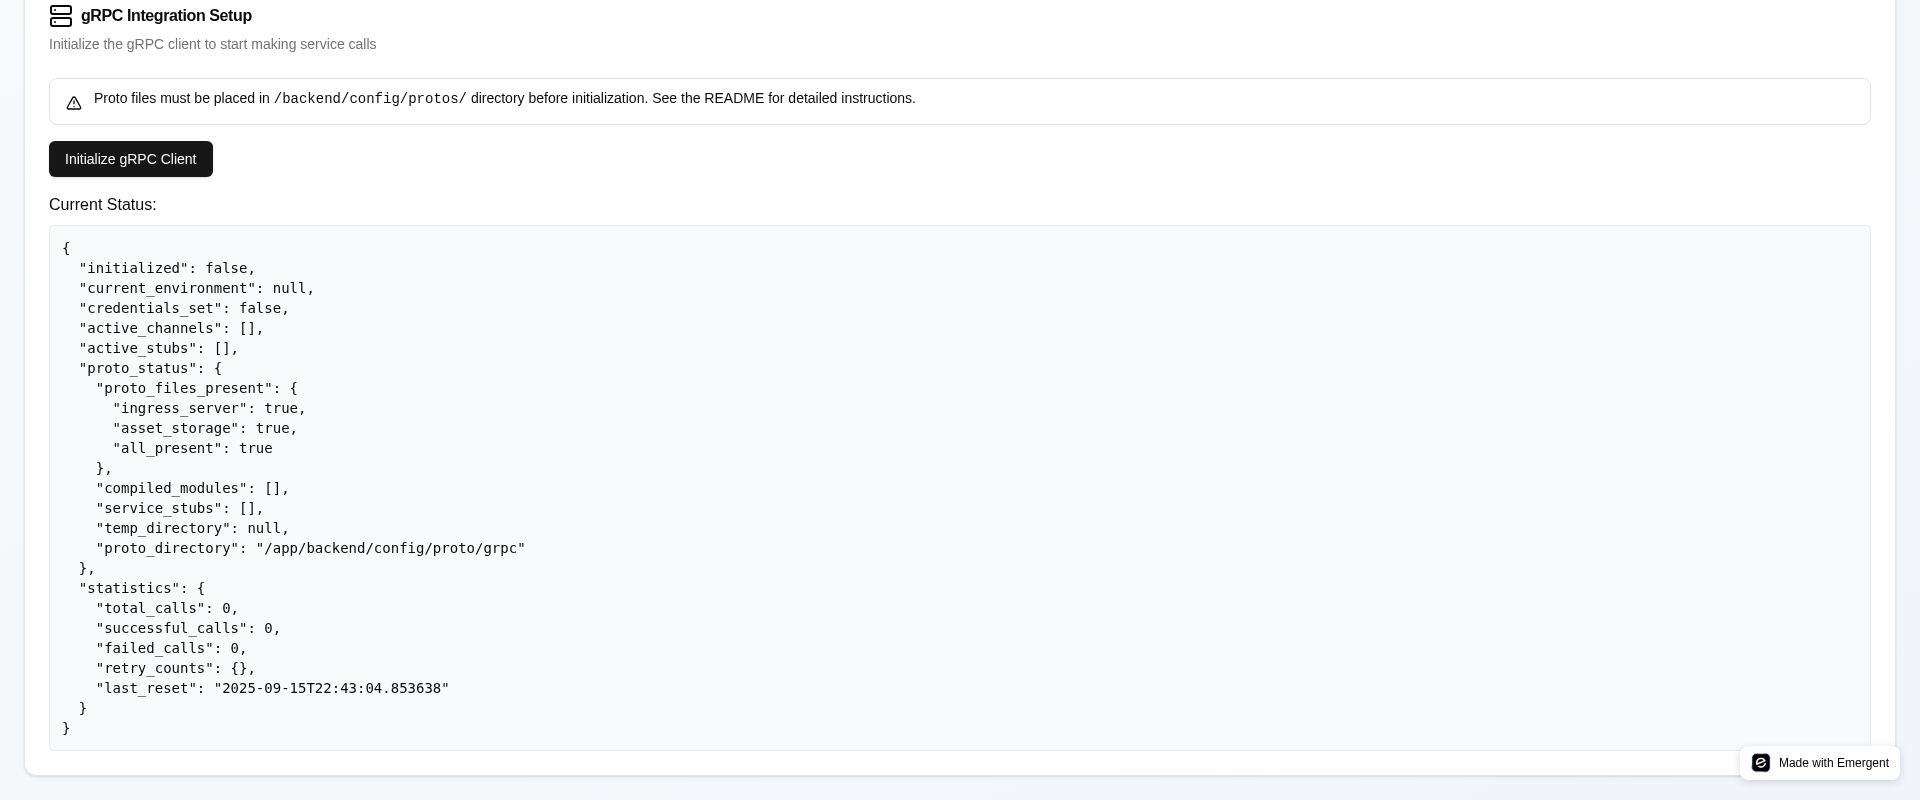 gRPC Integration Setup
Initialize the gRPC client to start making service calls
Proto files must be placed in /backend/config/protos/ directory before initialization. See the README for detailed instructions.
Initialize gRPC Client
Current Status:
{
  "initialized": false,
  "current_environment": null,
  "credentials_set": false,
  "active_channels": [],
  "active_stubs": [],
  "proto_status": {
    "proto_files_present": {
      "ingress_server": true,
      "asset_storage": true,
      "all_present": true
    },
    "compiled_modules": [],
    "service_stubs": [],
    "temp_directory": null,
    "proto_directory": "/app/backend/config/proto/grpc"
  },
  "statistics": {
    "total_calls": 0,
    "successful_calls": 0,
    "failed_calls": 0,
    "retry_counts": {},
    "last_reset": "2025-09-15T22:43:04.853638"
  }
}
Made with Emergent